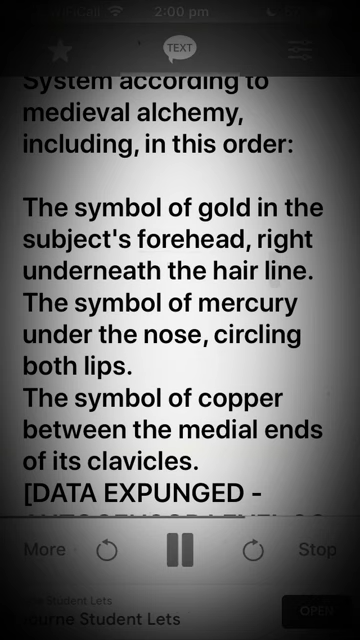 2:00 pm
TEXT
System according to
medieval alchemy,
including, in this order:
The symbol of gold in the
subject's forehead, right
underneath the hair line.
The symbol of mercury
under the nose, circling
both lips.
The symbol of copper
between the medial ends
of its clavicles.
[DATA EXPUNGED -
More
Stop
Student Lets
Student Lets
OPEN